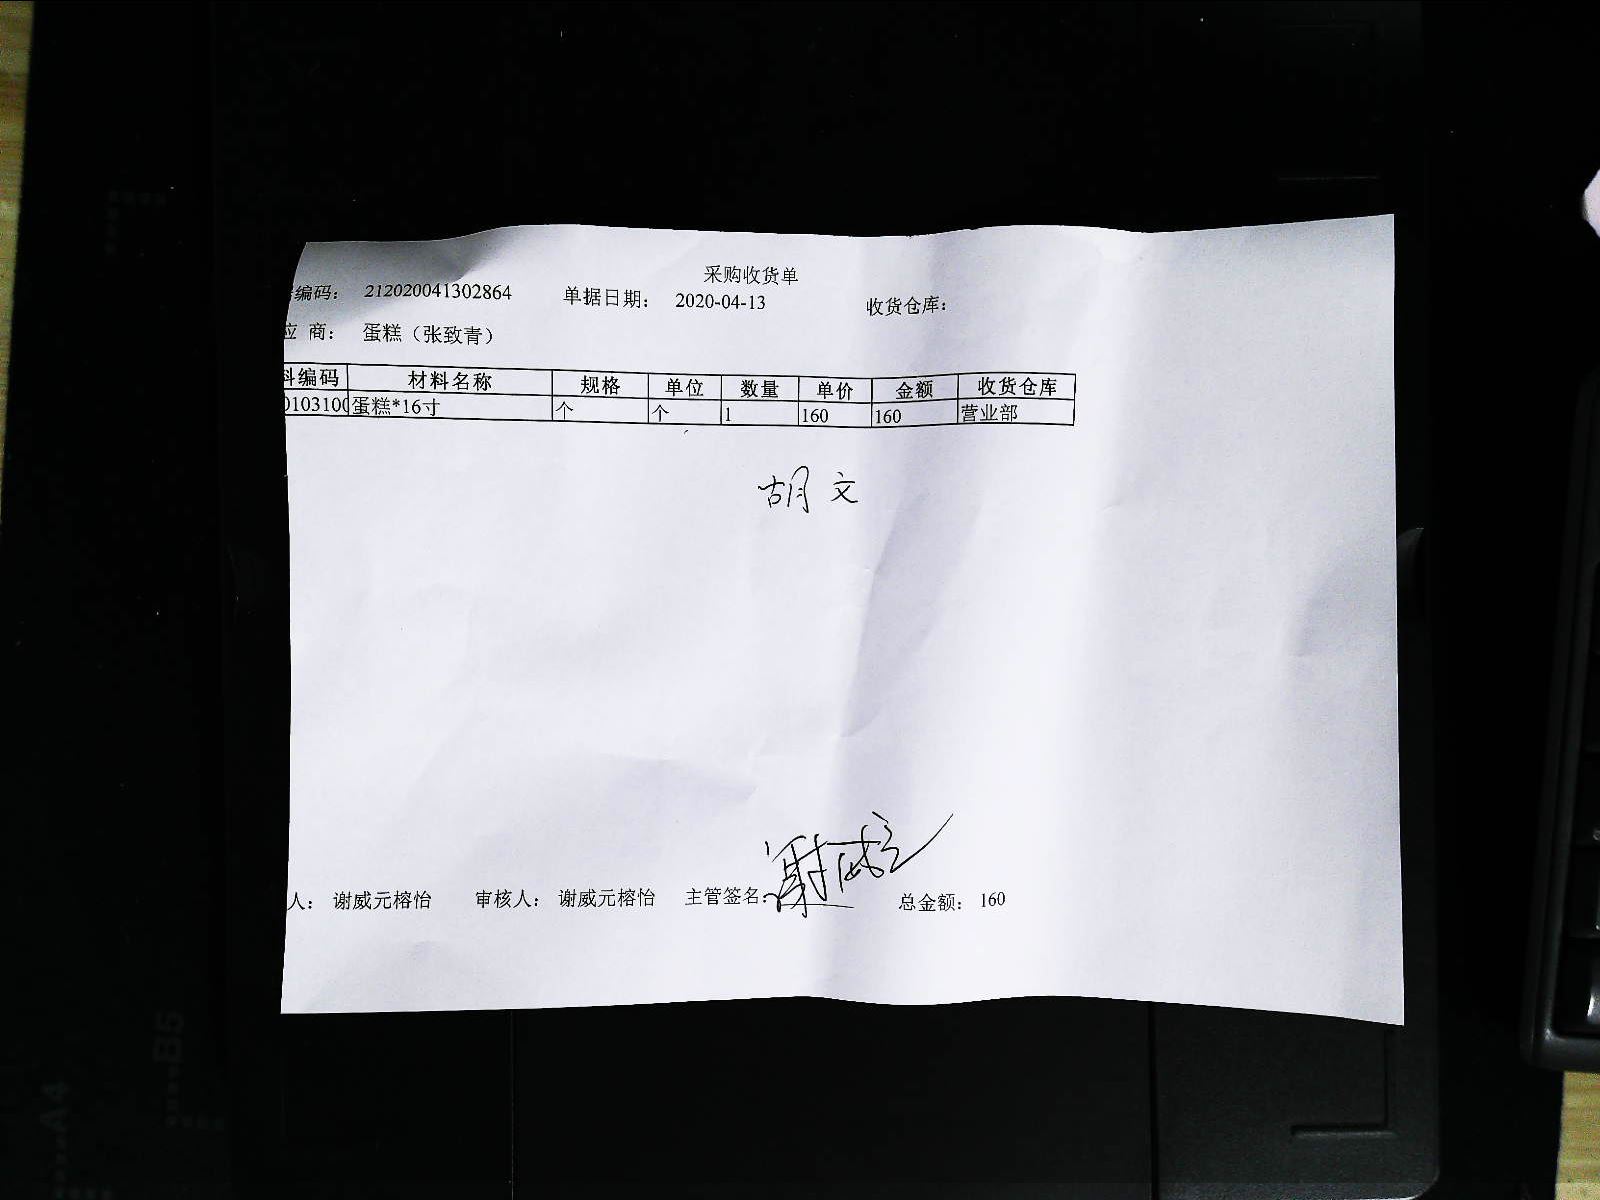 采购收货单
编码： 212020041302864 单据日期： 2020-04-13 收货仓库：
应 商： 蛋糕（张致青）
料编码 材料名称 规格 单位 数量 单价 金额 收货仓库
0103100 蛋糕*16寸 个 个 1 160 160 营业部
胡文
人： 谢威元榕怡 审核人： 谢威元榕怡 主管签名： 总金额： 160
B5
A4